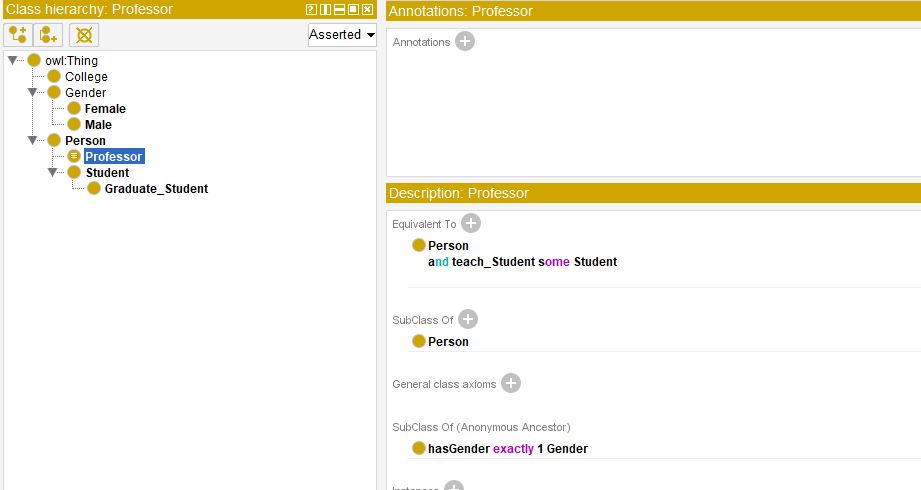 Class hierarchy: Professor
Asserted
owl:Thing
College
Gender
Female
Male
Person
Professor
Student
Graduate_Student
Annotations: Professor
Annotations
Description: Professor
Equivalent To
Person
and teach_Student some Student
SubClass Of
Person
General class axioms
SubClass Of (Anonymous Ancestor)
hasGender exactly 1 Gender
Instances